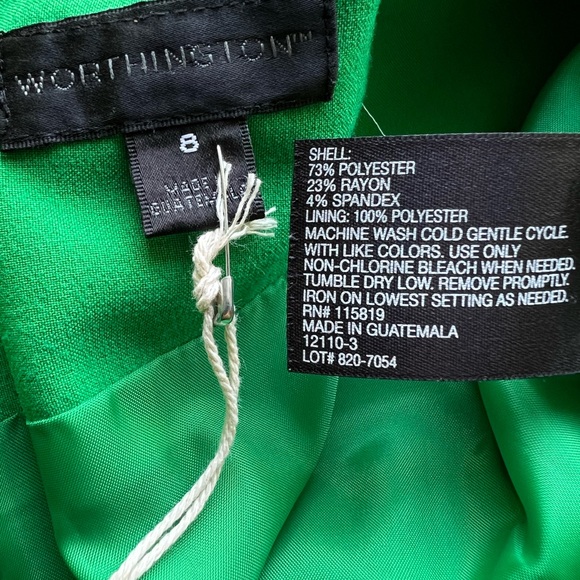 WORTHINGTON™
8
MADE
GUATEMALA
SHELL:
73% POLYESTER
23% RAYON
4% SPANDEX
LINING: 100% POLYESTER
MACHINE WASH COLD GENTLE CYCLE.
WITH LIKE COLORS. USE ONLY
NON-CHLORINE BLEACH WHEN NEEDED.
TUMBLE DRY LOW. REMOVE PROMPTLY.
IRON ON LOWEST SETTING AS NEEDED.
RN# 115819
MADE IN GUATEMALA
12110-3
LOT# 820-7054